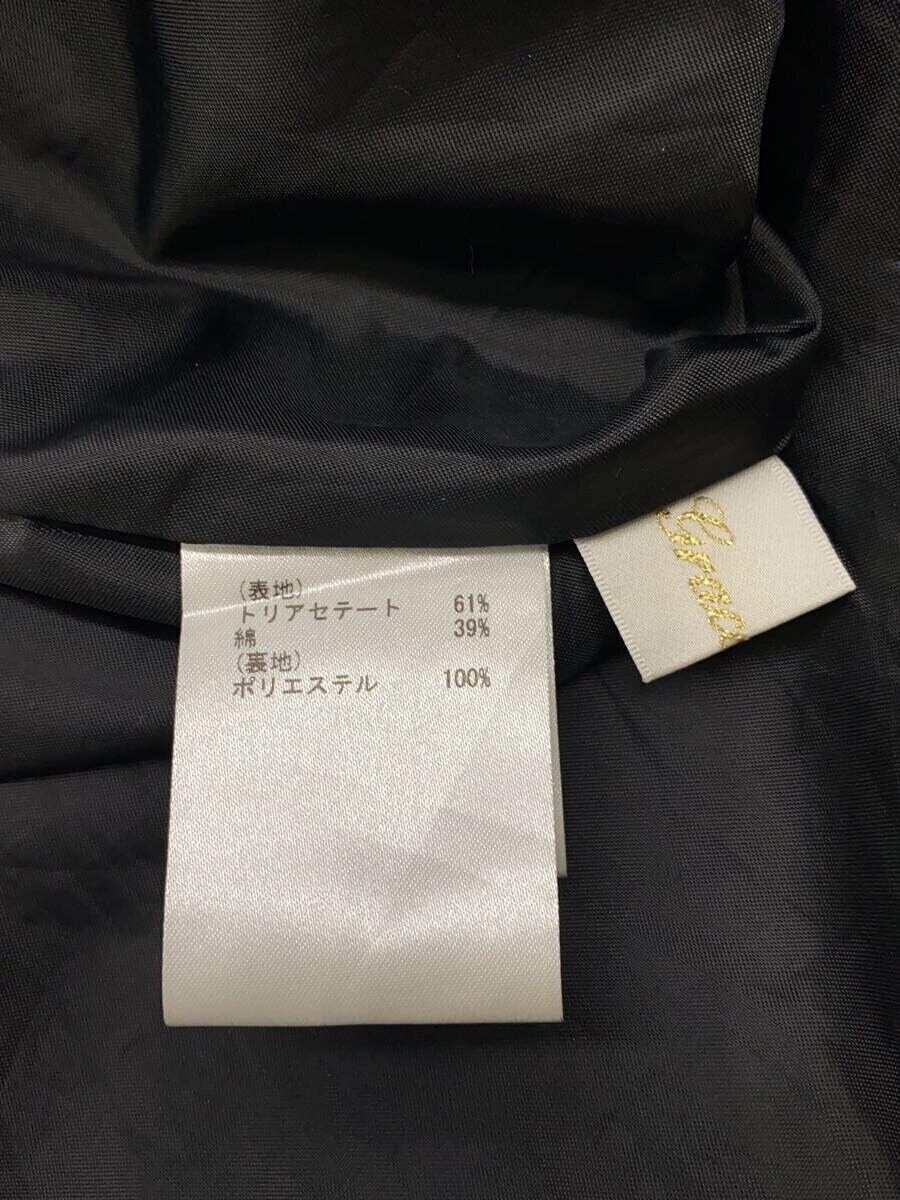 (表地)
トリアセテート 61%
綿 39%
(裏地)
ポリエステル 100%